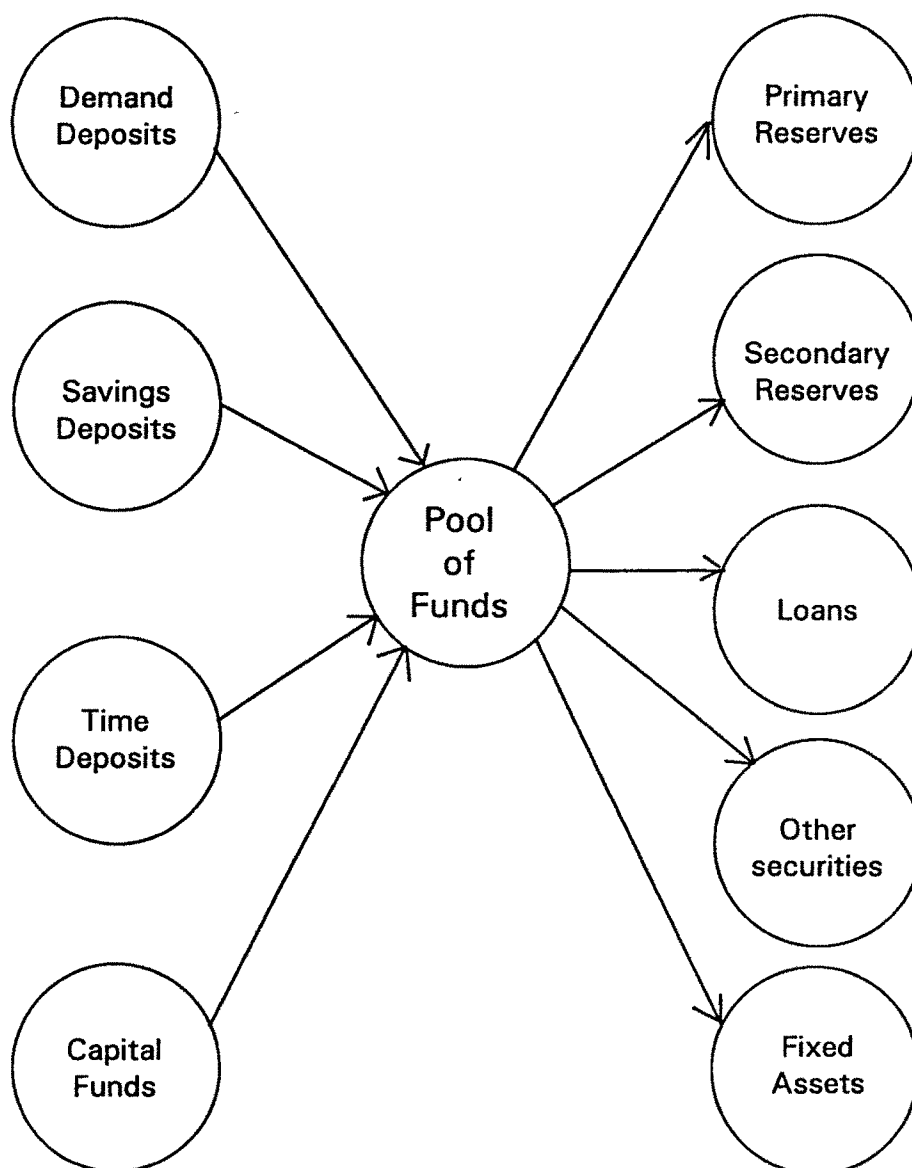 Demand
Deposits
Savings
Deposits
Time
Deposits
Capital
Funds
Pool
of
Funds
Primary
Reserves
Secondary
Reserves
Loans
Other
securities
Fixed
Assets